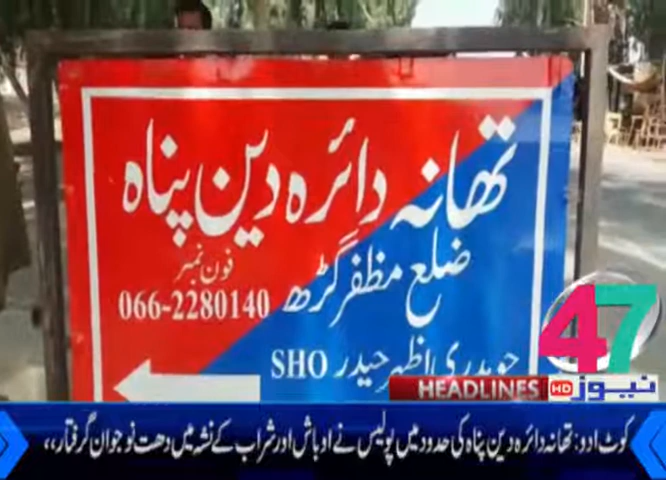 تھانہ دائرہ دین پناہ
ضلع مظفر گڑھ
فون نمبر
066-2280140
چوہدری اظہر حیدر SHO
47
نیوز HD
HEADLINES
کوٹ ادو: تھانہ دائرہ دین پناہ کی حدود میں پولیس نے اوباش اور شراب کے نشہ میں دھت نوجوان گرفتار،،